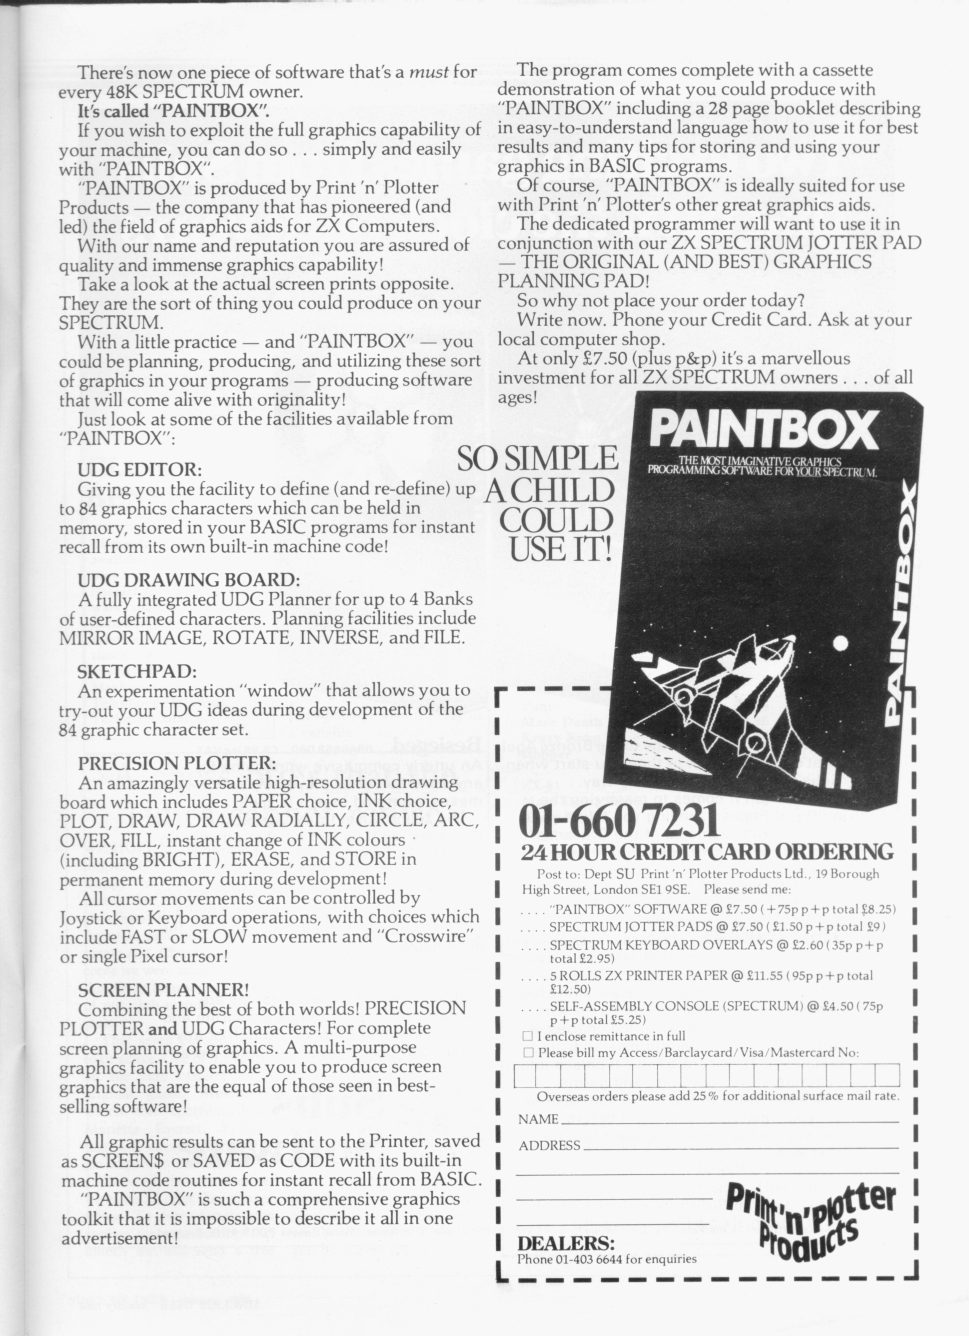 There's now one piece of software that's a must for
every 48K SPECTRUM owner.
It's called "PAINTBOX".
If you wish to exploit the full graphics capability of
your machine, you can do so . . . simply and easily
with "PAINTBOX".
"PAINTBOX" is produced by Print 'n' Plotter
Products — the company that has pioneered (and
led) the field of graphics aids for ZX Computers.
With our name and reputation you are assured of
quality and immense graphics capability!
Take a look at the actual screen prints opposite.
They are the sort of thing you could produce on your
SPECTRUM.
With a little practice — and "PAINTBOX" — you
could be planning, producing, and utilizing these sort
of graphics in your programs — producing software
that will come alive with originality!
Just look at some of the facilities available from
"PAINTBOX":
UDG EDITOR:
Giving you the facility to define (and re-define) up
to 84 graphics characters which can be held in
memory, stored in your BASIC programs for instant
recall from its own built-in machine code!
UDG DRAWING BOARD:
A fully integrated UDG Planner for up to 4 Banks
of user-defined characters. Planning facilities include
MIRROR IMAGE, ROTATE, INVERSE, and FILE.
SKETCHPAD:
An experimentation "window" that allows you to
try-out your UDG ideas during development of the
84 graphic character set.
PRECISION PLOTTER:
An amazingly versatile high-resolution drawing
board which includes PAPER choice, INK choice,
PLOT, DRAW, DRAW RADIALLY, CIRCLE, ARC,
OVER, FILL, instant change of INK colours
(including BRIGHT), ERASE, and STORE in
permanent memory during development!
All cursor movements can be controlled by
Joystick or Keyboard operations, with choices which
include FAST or SLOW movement and "Crosswire"
or single Pixel cursor!
SCREEN PLANNER!
Combining the best of both worlds! PRECISION
PLOTTER and UDG Characters! For complete
screen planning of graphics. A multi-purpose
graphics facility to enable you to produce screen
graphics that are the equal of those seen in best-
selling software!
All graphic results can be sent to the Printer, saved
as SCREEN$ or SAVED as CODE with its built-in
machine code routines for instant recall from BASIC.
"PAINTBOX" is such a comprehensive graphics
toolkit that it is impossible to describe it all in one
advertisement!
The program comes complete with a cassette
demonstration of what you could produce with
"PAINTBOX" including a 28 page booklet describing
in easy-to-understand language how to use it for best
results and many tips for storing and using your
graphics in BASIC programs.
Of course, "PAINTBOX" is ideally suited for use
with Print 'n' Plotter's other great graphics aids.
The dedicated programmer will want to use it in
conjunction with our ZX SPECTRUM JOTTER PAD
— THE ORIGINAL (AND BEST) GRAPHICS
PLANNING PAD!
So why not place your order today?
Write now. Phone your Credit Card. Ask at your
local computer shop.
At only £7.50 (plus p&p) it's a marvellous
investment for all ZX SPECTRUM owners . . . of all
ages!
SO SIMPLE
A CHILD
COULD
USE IT!
PAINTBOX
THE MOST IMAGINATIVE GRAPHICS
PROGRAMMING SOFTWARE FOR YOUR SPECTRUM.
PAINTBOX
01-660 7231
24 HOUR CREDIT CARD ORDERING
Post to: Dept SU Print 'n' Plotter Products Ltd., 19 Borough
High Street, London SE1 9SE. Please send me:
. . . . "PAINTBOX" SOFTWARE @ £7.50 (+75p p+p total £8.25)
. . . . SPECTRUM JOTTER PADS @ £7.50 (£1.50 p+p total £9)
. . . . SPECTRUM KEYBOARD OVERLAYS @ £2.60 (35p p+p
total £2.95)
. . . . 5 ROLLS ZX PRINTER PAPER @ £11.55 (95p p+p total
£12.50)
. . . . SELF-ASSEMBLY CONSOLE (SPECTRUM) @ £4.50 (75p
p+p total £5.25)
☐ I enclose remittance in full
☐ Please bill my Access/Barclaycard/Visa/Mastercard No:
Overseas orders please add 25% for additional surface mail rate.
NAME
ADDRESS
Print 'n' Plotter
Products
DEALERS:
Phone 01-403 6644 for enquiries